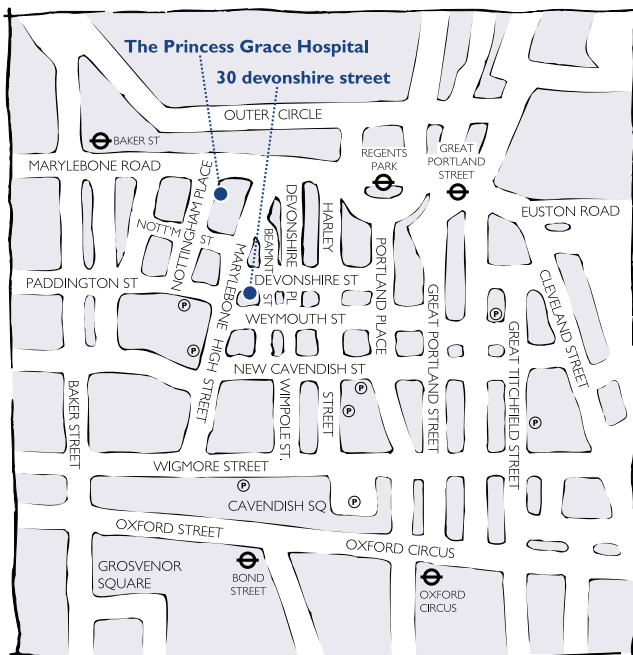 The Princess Grace Hospital
30 devonshire street
OUTER CIRCLE
BAKER ST
MARYLEBONE ROAD
REGENTS
PARK
GREAT
PORTLAND
STREET
EUSTON ROAD
NOTTINGHAM PLACE
NOTT'M ST
MARYLEBONE HIGH STREET
BEAMNT ST
DEVONSHIRE PL
HARLEY STREET
PORTLAND PLACE
PADDINGTON ST
DEVONSHIRE ST
WEYMOUTH ST
GREAT PORTLAND STREET
GREAT TITCHFIELD STREET
CLEVELAND STREET
P
P
P
NEW CAVENDISH ST
BAKER STREET
WIMPOLE ST.
P
P
P
WIGMORE STREET
P
CAVENDISH SQ
P
OXFORD STREET
OXFORD CIRCUS
GROSVENOR
SQUARE
BOND
STREET
OXFORD
CIRCUS